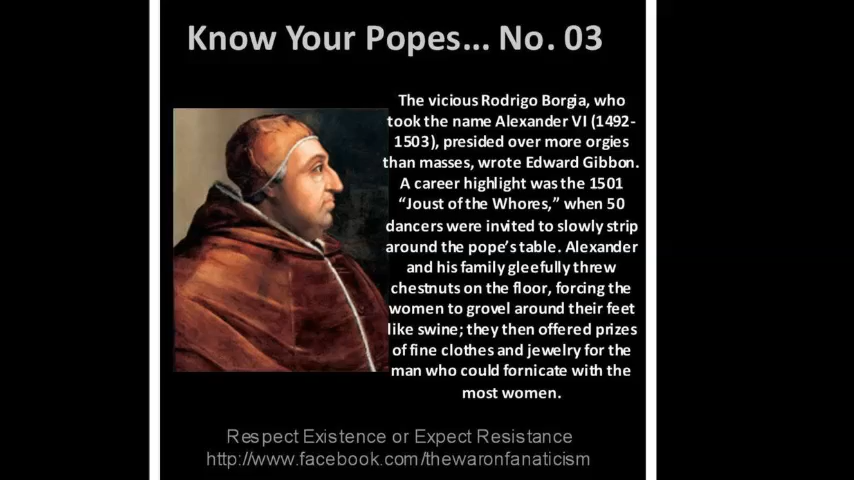 Know Your Popes... No. 03
The vicious Rodrigo Borgia, who
took the name Alexander VI (1492-
1503), presided over more orgies
than masses, wrote Edward Gibbon.
A career highlight was the 1501
“Joust of the Whores,” when 50
dancers were invited to slowly strip
around the pope’s table. Alexander
and his family gleefully threw
chestnuts on the floor, forcing the
women to grovel around their feet
like swine; they then offered prizes
of fine clothes and jewelry for the
man who could fornicate with the
most women.
Respect Existence or Expect Resistance
http://www.facebook.com/thewaronfanaticism